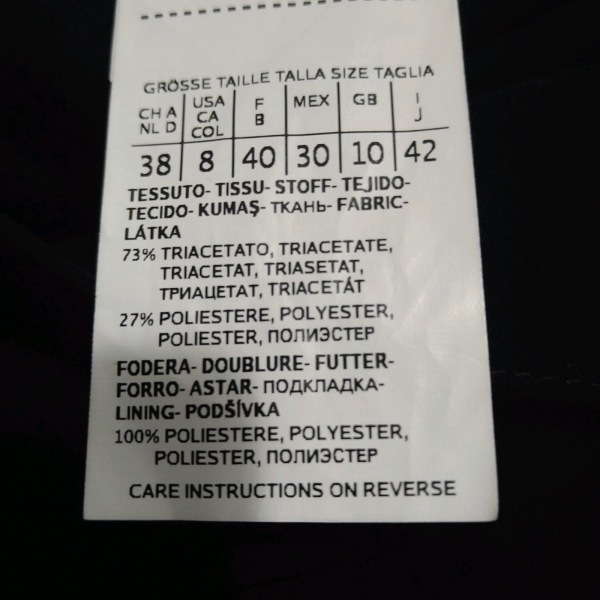 GRÖSSE TAILLE TALLA SIZE TAGLIA
CH A NL D USA CA COL F B MEX GB I J
38 8 40 30 10 42
TESSUTO- TISSU- STOFF- TEJIDO-
TECIDO- KUMAŞ- ТКАНЬ- FABRIC-
LÁTKA
73% TRIACETATO, TRIACETATE,
TRIACETAT, TRIASETAT,
ТРИАЦЕТАТ, TRIACETÁT
27% POLIESTERE, POLYESTER,
POLIESTER, ПОЛИЭСТЕР
FODERA- DOUBLURE- FUTTER-
FORRO- ASTAR- ПОДКЛАДКА-
LINING- PODŠÍVKA
100% POLIESTERE, POLYESTER,
POLIESTER, ПОЛИЭСТЕР
CARE INSTRUCTIONS ON REVERSE